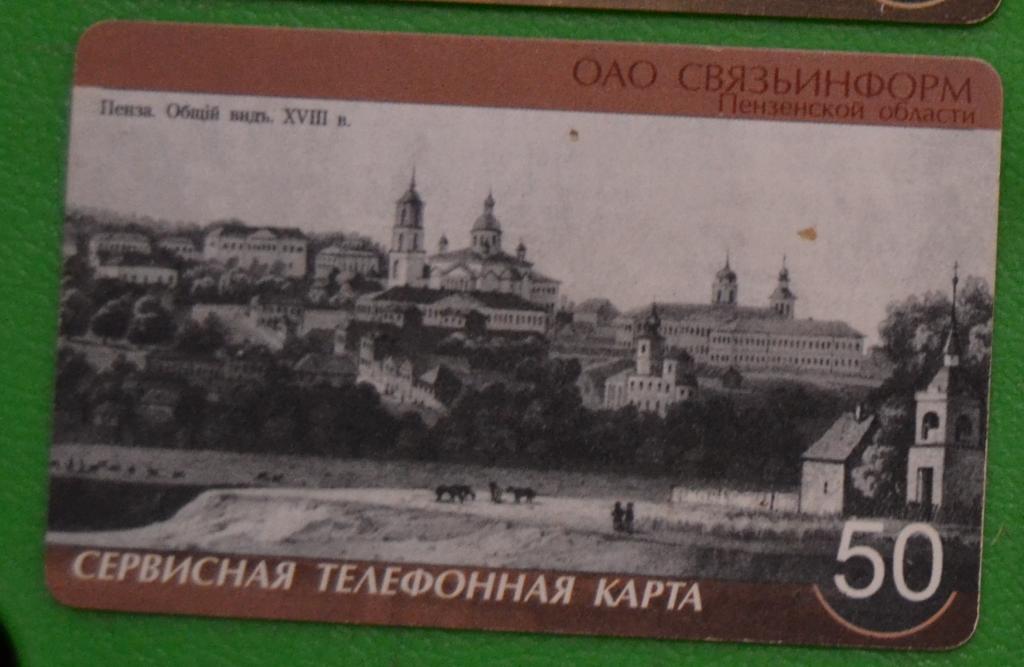 ОАО СВЯЗЬИНФОРМ
Пензенской области
Пенза. Общій видъ. XVIII в.
50
СЕРВИСНАЯ ТЕЛЕФОННАЯ КАРТА